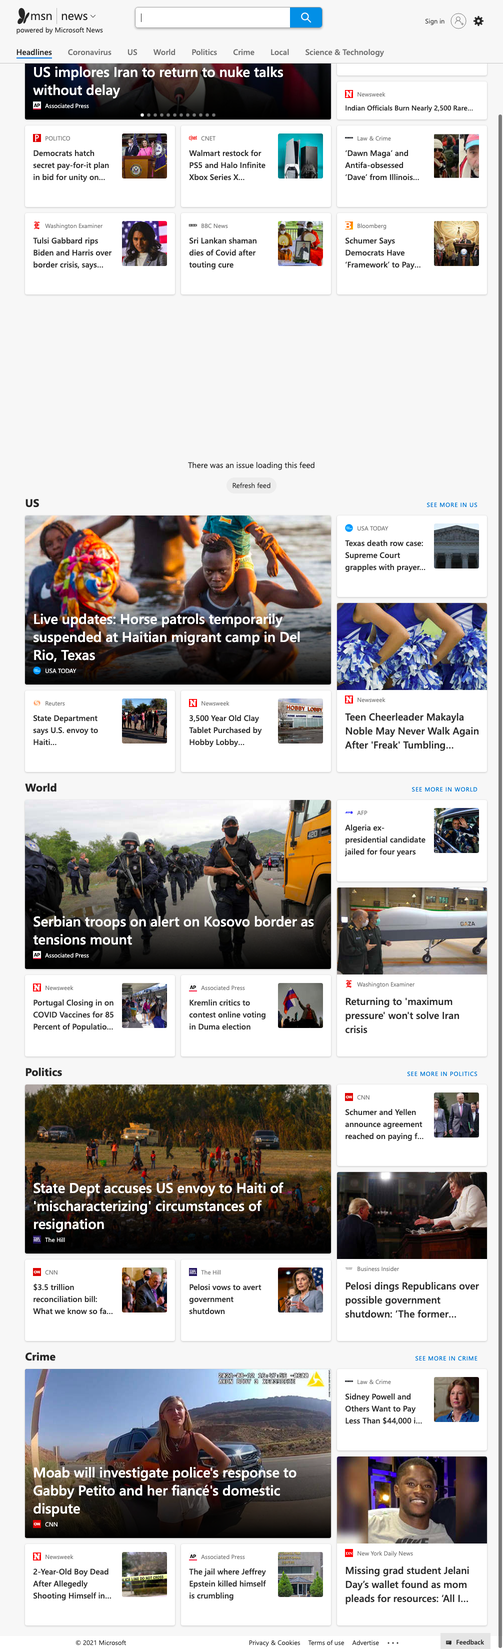 msn | news
powered by Microsoft News
Sign in
Headlines Coronavirus US World Politics Crime Local Science & Technology
US implores Iran to return to nuke talks
without delay
AP Associated Press
Newsweek
Indian Officials Burn Nearly 2,500 Rare...
POLITICO
Democrats hatch
secret pay-for-it plan
in bid for unity on...
CNET
Walmart restock for
PS5 and Halo Infinite
Xbox Series X...
Law & Crime
'Dawn Maga' and
Antifa-obsessed
'Dave' from Illinois...
Washington Examiner
Tulsi Gabbard rips
Biden and Harris over
border crisis, says...
BBC News
Sri Lankan shaman
dies of Covid after
touting cure
Bloomberg
Schumer Says
Democrats Have
'Framework' to Pay...
There was an issue loading this feed
Refresh feed
US
SEE MORE IN US
Live updates: Horse patrols temporarily
suspended at Haitian migrant camp in Del
Rio, Texas
USA TODAY
USA TODAY
Texas death row case:
Supreme Court
grapples with prayer...
Newsweek
Teen Cheerleader Makayla
Noble May Never Walk Again
After 'Freak' Tumbling...
Reuters
State Department
says U.S. envoy to
Haiti...
Newsweek
3,500 Year Old Clay
Tablet Purchased by
Hobby Lobby...
HOBBY LOBBY
World
SEE MORE IN WORLD
Serbian troops on alert on Kosovo border as
tensions mount
AP Associated Press
AFP
Algeria ex-
presidential candidate
jailed for four years
GAZA
Washington Examiner
Returning to 'maximum
pressure' won't solve Iran
crisis
Newsweek
Portugal Closing in on
COVID Vaccines for 85
Percent of Populatio...
AP Associated Press
Kremlin critics to
contest online voting
in Duma election
Politics
SEE MORE IN POLITICS
State Dept accuses US envoy to Haiti of
'mischaracterizing' circumstances of
resignation
The Hill
CNN
Schumer and Yellen
announce agreement
reached on paying f...
Business Insider
Pelosi dings Republicans over
possible government
shutdown: 'The former...
CNN
$3.5 trillion
reconciliation bill:
What we know so fa...
The Hill
Pelosi vows to avert
government
shutdown
Crime
SEE MORE IN CRIME
Moab will investigate police's response to
Gabby Petito and her fiancé's domestic
dispute
CNN
Law & Crime
Sidney Powell and
Others Want to Pay
Less Than $44,000 i...
New York Daily News
Missing grad student Jelani
Day's wallet found as mom
pleads for resources: 'All I...
Newsweek
2-Year-Old Boy Dead
After Allegedly
Shooting Himself in...
AP Associated Press
The jail where Jeffrey
Epstein killed himself
is crumbling
© 2021 Microsoft
Privacy & Cookies Terms of use Advertise ...
Feedback